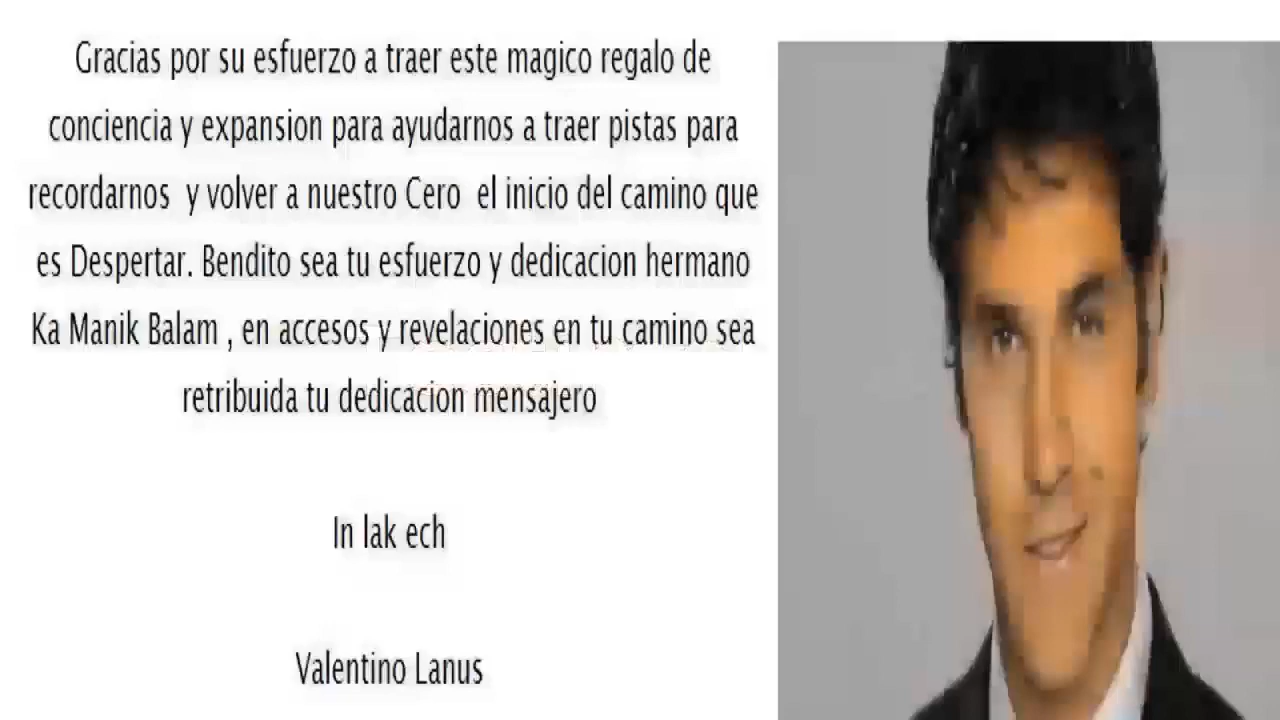 Gracias por su esfuerzo a traer este magico regalo de
conciencia y expansion para ayudarnos a traer pistas para
recordarnos y volver a nuestro Cero el inicio del camino que
es Despertar. Bendito sea tu esfuerzo y dedicacion hermano
Ka Manik Balam , en accesos y revelaciones en tu camino sea
retribuida tu dedicacion mensajero
In lak ech
Valentino Lanus